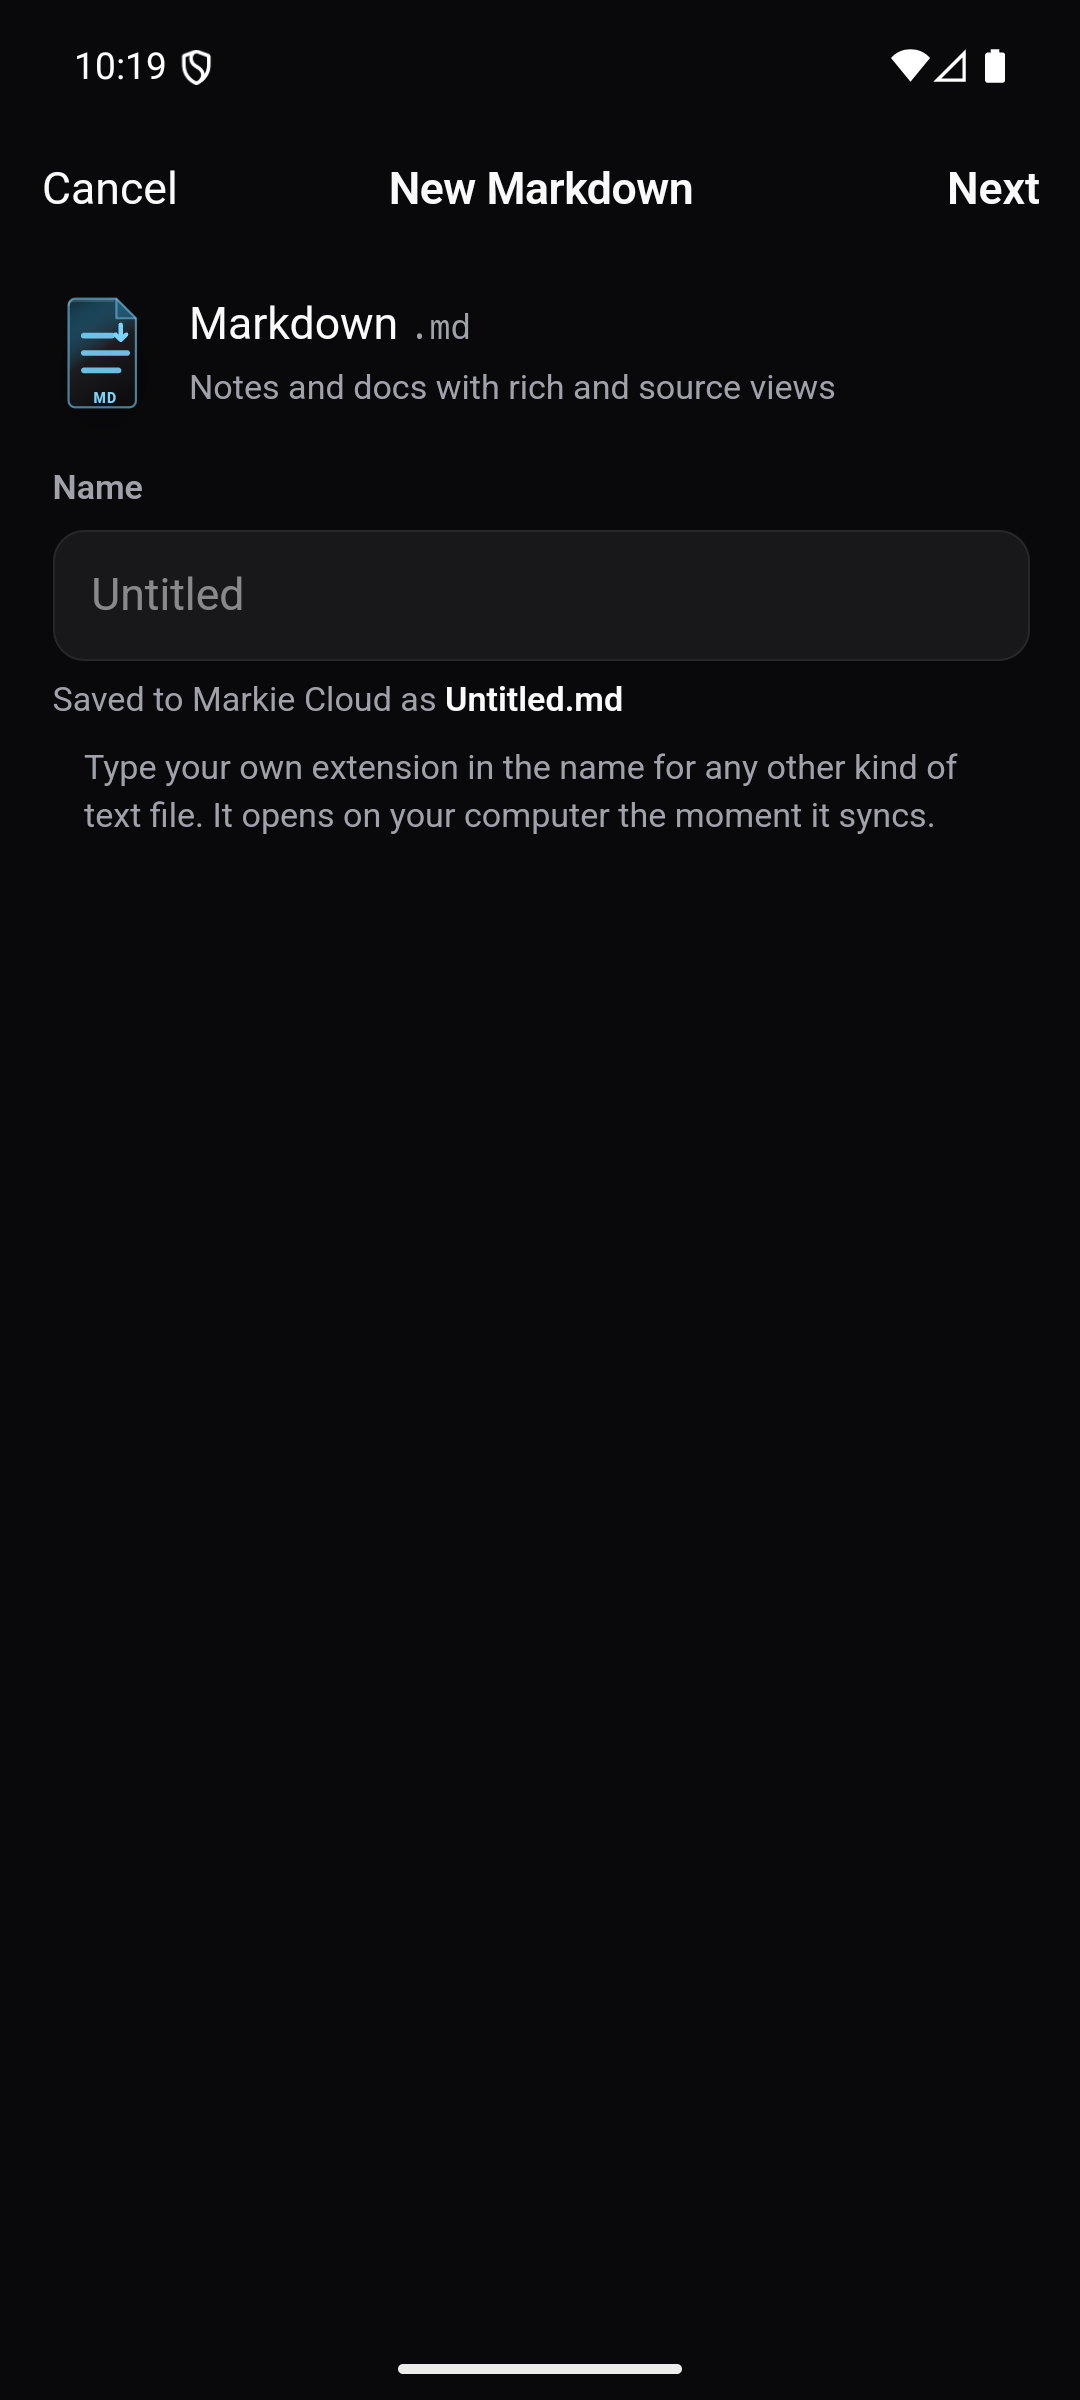 10:19
Cancel New Markdown Next
Markdown .md
MD
Notes and docs with rich and source views
Name
Untitled
Saved to Markie Cloud as Untitled.md
Type your own extension in the name for any other kind of
text file. It opens on your computer the moment it syncs.